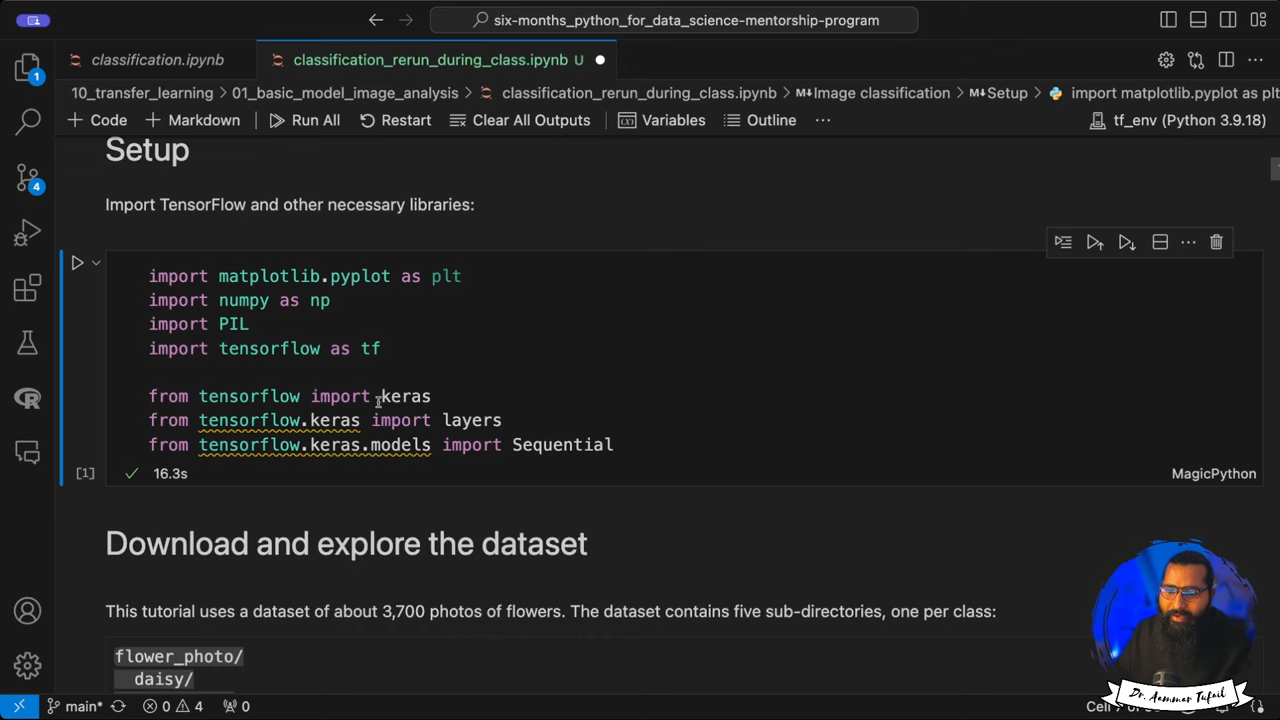 six-months_python_for_data_science-mentorship-program
classification.ipynb
classification_rerun_during_class.ipynb U
10_transfer_learning > 01_basic_model_image_analysis > classification_rerun_during_class.ipynb > M↓Image classification > M↓Setup > import matplotlib.pyplot as plt
+ Code + Markdown Run All Restart Clear All Outputs Variables Outline ... tf_env (Python 3.9.18)
Setup
Import TensorFlow and other necessary libraries:
import matplotlib.pyplot as plt
import numpy as np
import PIL
import tensorflow as tf
from tensorflow import keras
from tensorflow.keras import layers
from tensorflow.keras.models import Sequential
[1] 16.3s MagicPython
Download and explore the dataset
This tutorial uses a dataset of about 3,700 photos of flowers. The dataset contains five sub-directories, one per class:
flower_photo/
daisy/
1
4
main* 0 4 0
Cell 7 of
Dr. Aammar Tufail